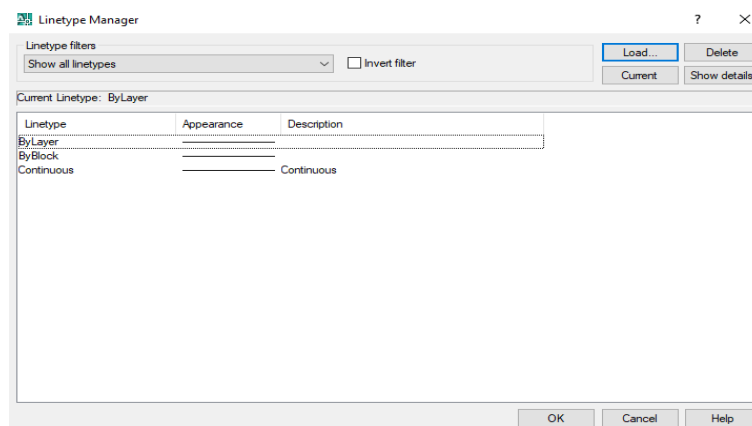 Linetype Manager
?
Linetype filters
Show all linetypes
Invert filter
Load...
Delete
Current
Show details
Current Linetype: ByLayer
Linetype Appearance Description
ByLayer
ByBlock
Continuous Continuous
OK Cancel Help